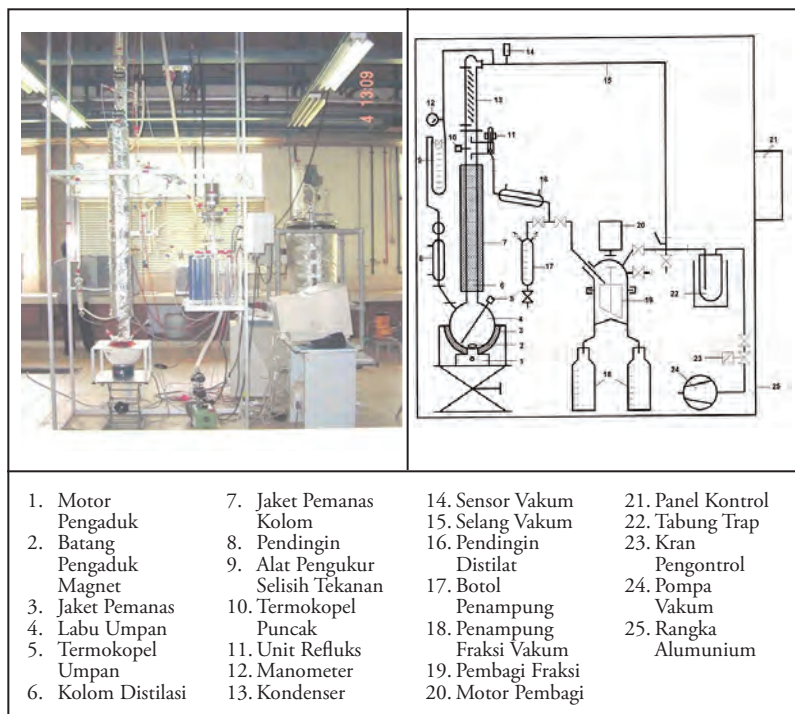 4 13:09
14
15
13
12
11
10
21
16
20
7
17
6
5
19
22
4
3
2
1
23
24
18
25
1. Motor
Pengaduk
2. Batang
Pengaduk
Magnet
3. Jaket Pemanas
4. Labu Umpan
5. Termokopel
Umpan
6. Kolom Distilasi
7. Jaket Pemanas
Kolom
8. Pendingin
9. Alat Pengukur
Selisih Tekanan
10. Termokopel
Puncak
11. Unit Refluks
12. Manometer
13. Kondenser
14. Sensor Vakum
15. Selang Vakum
16. Pendingin
Distilat
17. Botol
Penampung
18. Penampung
Fraksi Vakum
19. Pembagi Fraksi
20. Motor Pembagi
21. Panel Kontrol
22. Tabung Trap
23. Kran
Pengontrol
24. Pompa
Vakum
25. Rangka
Alumunium